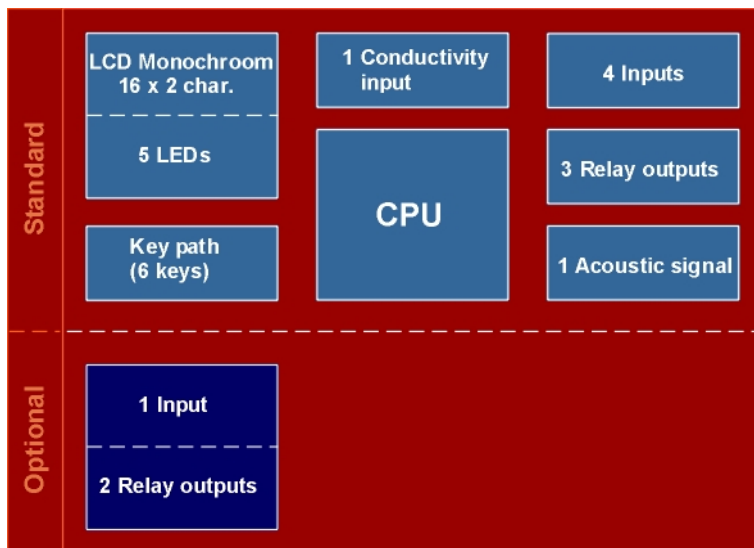 Standard
LCD Monochroom
16 x 2 char.
5 LEDs
Key path
(6 keys)
1 Conductivity
input
CPU
4 Inputs
3 Relay outputs
1 Acoustic signal
Optional
1 Input
2 Relay outputs